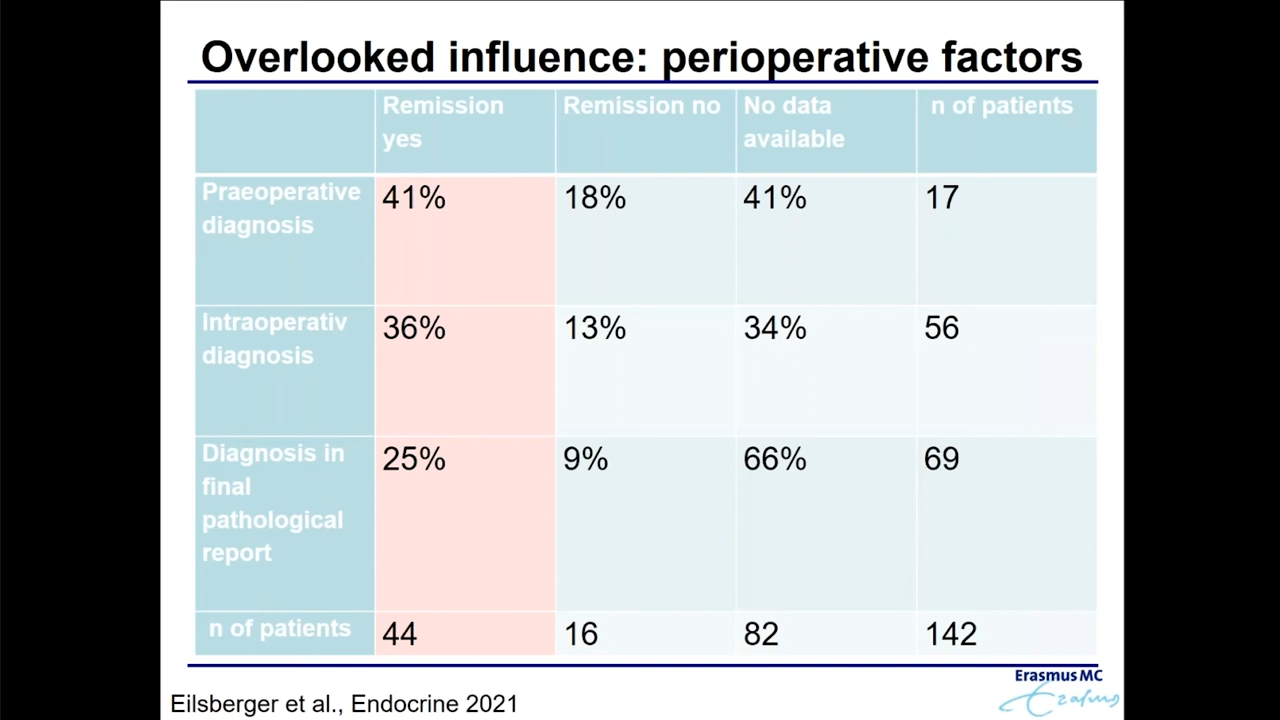 Overlooked influence: perioperative factors
Remission yes
Remission no
No data available
n of patients
Praeoperative diagnosis
41%
18%
41%
17
Intraoperativ diagnosis
36%
13%
34%
56
Diagnosis in final pathological report
25%
9%
66%
69
n of patients
44
16
82
142
Erasmus MC
Erasmus
Eilsberger et al., Endocrine 2021